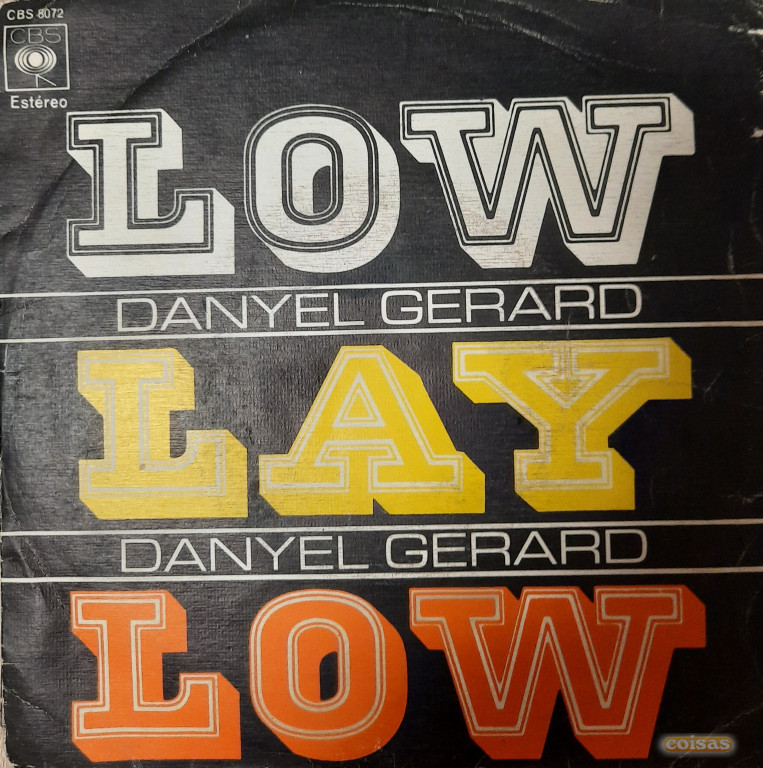 CBS 8072
CBS
Estéreo
LOW
DANYEL GERARD
LAY
DANYEL GERARD
LOW
coisas